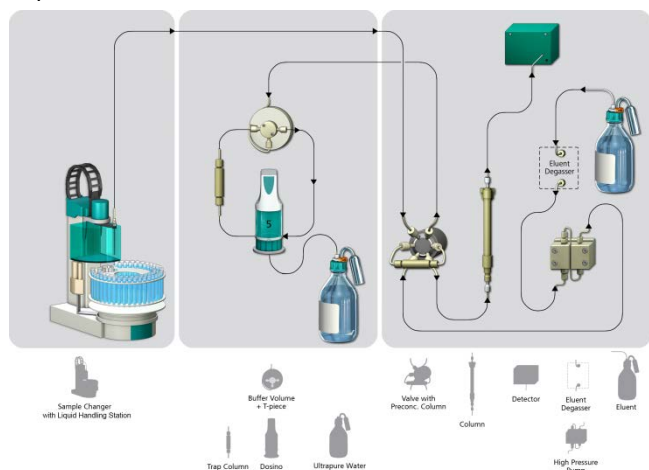 5
Eluent
Degasser
Sample Changer
with Liquid Handling Station
Buffer Volume
+ T-piece
Valve with
Preconc. Column
Column
Detector
Eluent
Degasser
Eluent
Trap Column
Dosino
Ultrapure Water
High Pressure